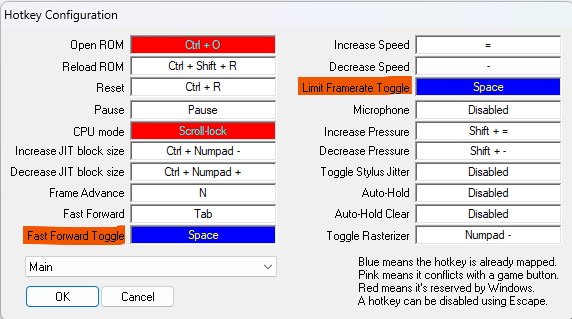 Hotkey Configuration
Open ROM Ctrl + O
Reload ROM Ctrl + Shift + R
Reset Ctrl + R
Pause Pause
CPU mode Scroll-lock
Increase JIT block size Ctrl + Numpad -
Decrease JIT block size Ctrl + Numpad +
Frame Advance N
Fast Forward Tab
Fast Forward Toggle Space
Main
OK Cancel
Increase Speed =
Decrease Speed -
Limit Framerate Toggle Space
Microphone Disabled
Increase Pressure Shift + =
Decrease Pressure Shift + -
Toggle Stylus Jitter Disabled
Auto-Hold Disabled
Auto-Hold Clear Disabled
Toggle Rasterizer Numpad -
Blue means the hotkey is already mapped.
Pink means it conflicts with a game button.
Red means it's reserved by Windows.
A hotkey can be disabled using Escape.